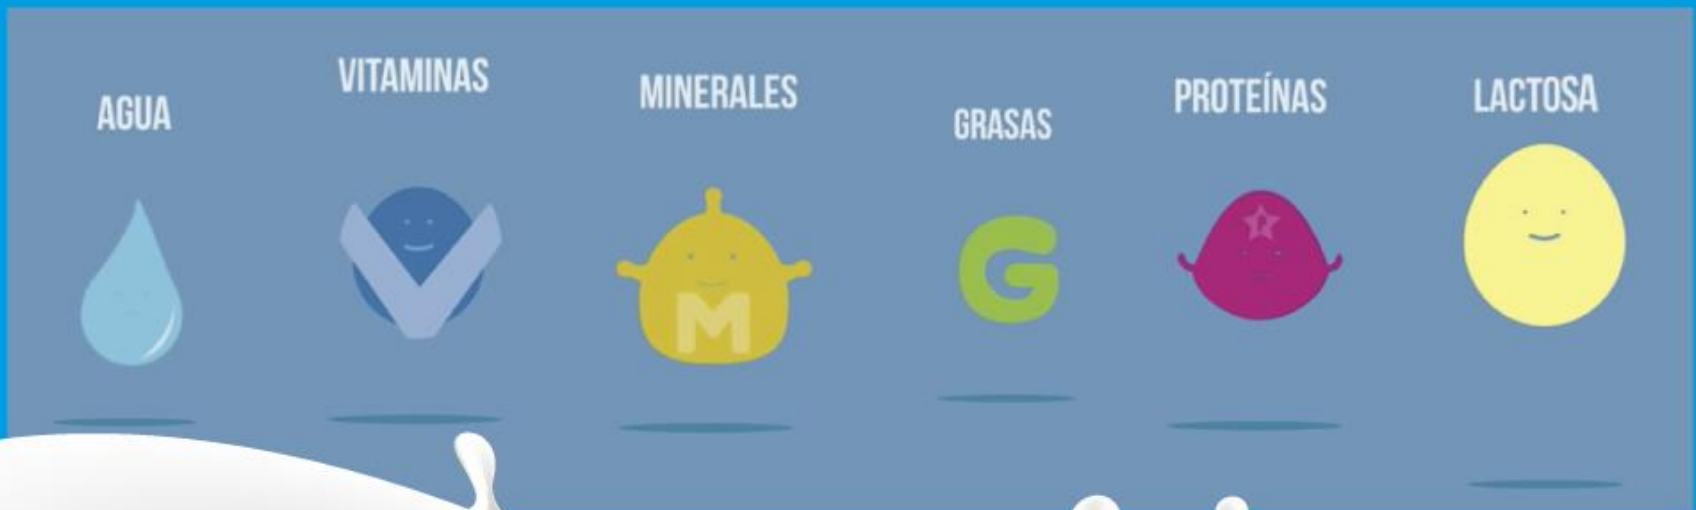 AGUA
VITAMINAS
MINERALES
GRASAS
PROTEÍNAS
LACTOSA
V
M
G
P